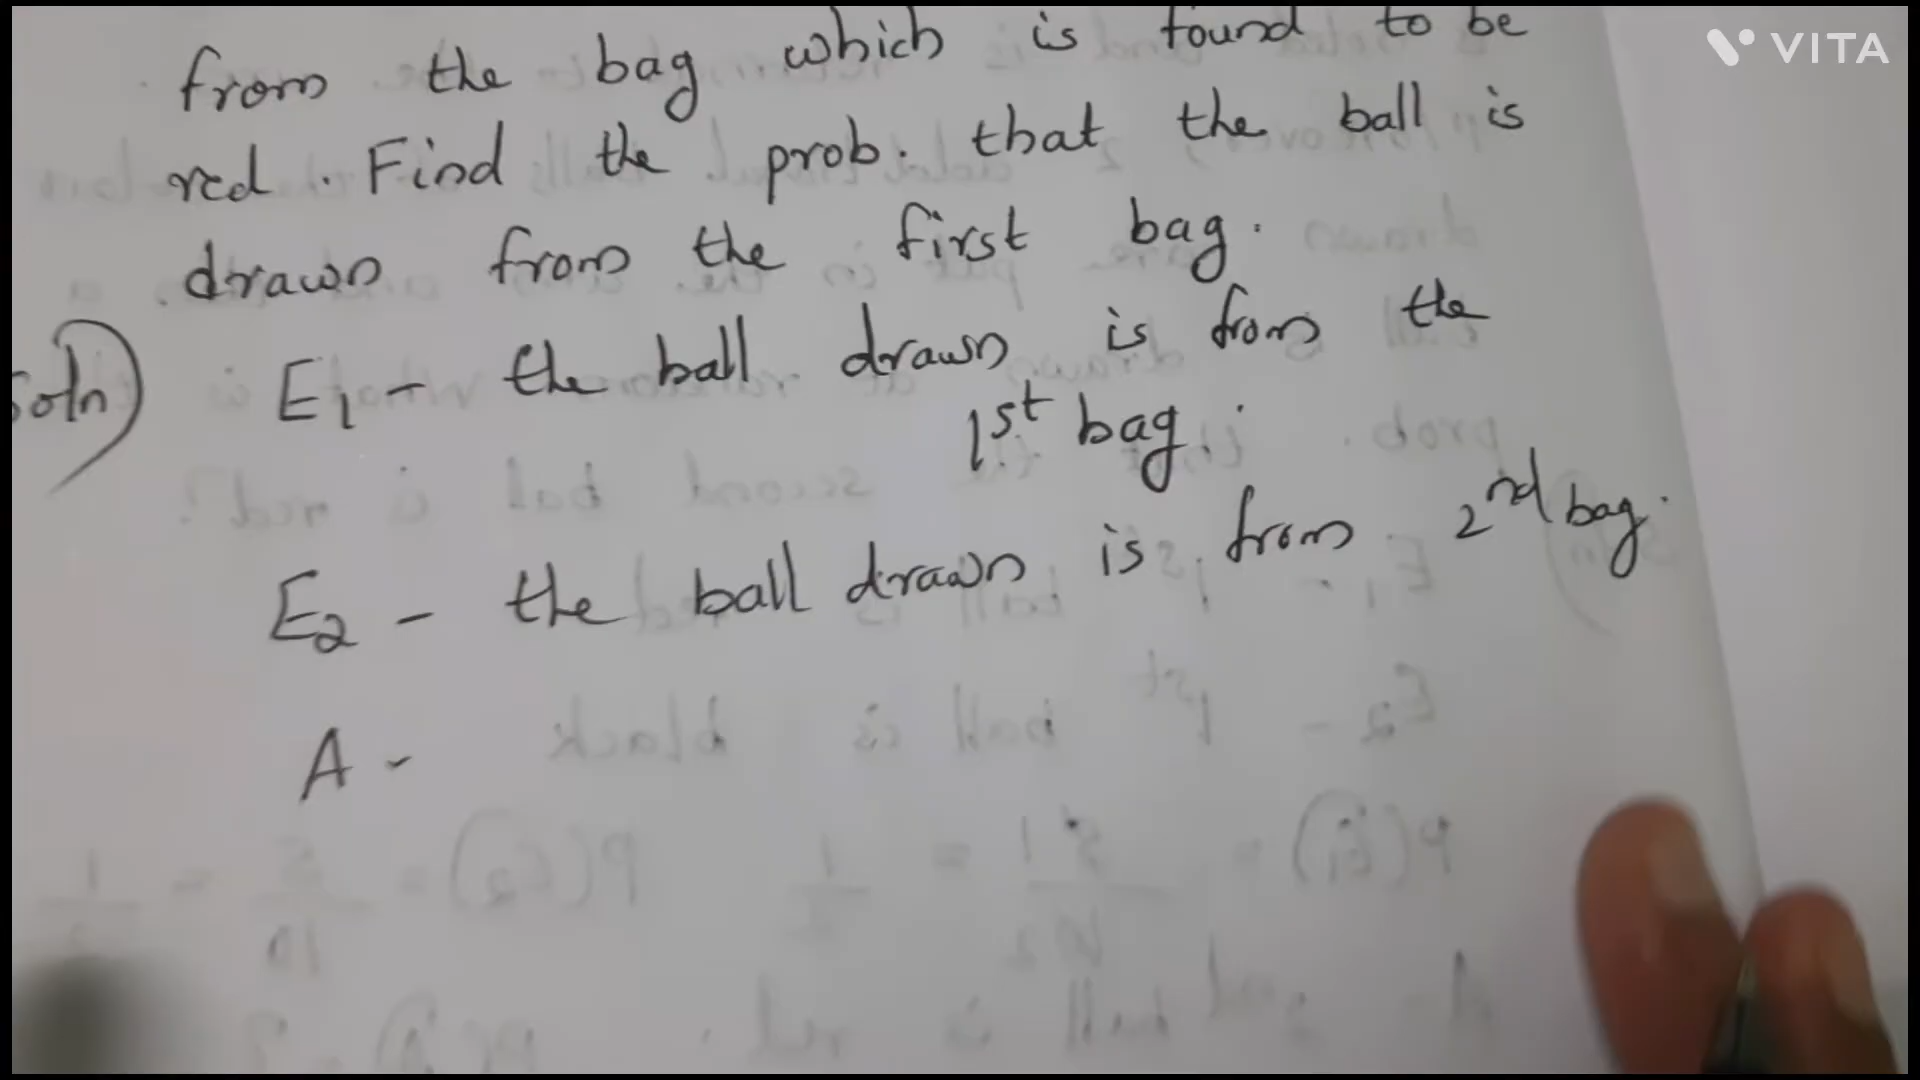 from the bag which is found to be
red. Find the prob. that the ball is
drawn from the first bag.
Soln) E1 - the ball drawn is from the
1st bag.
E2 - the ball drawn is from 2nd bag.
A -
VITA